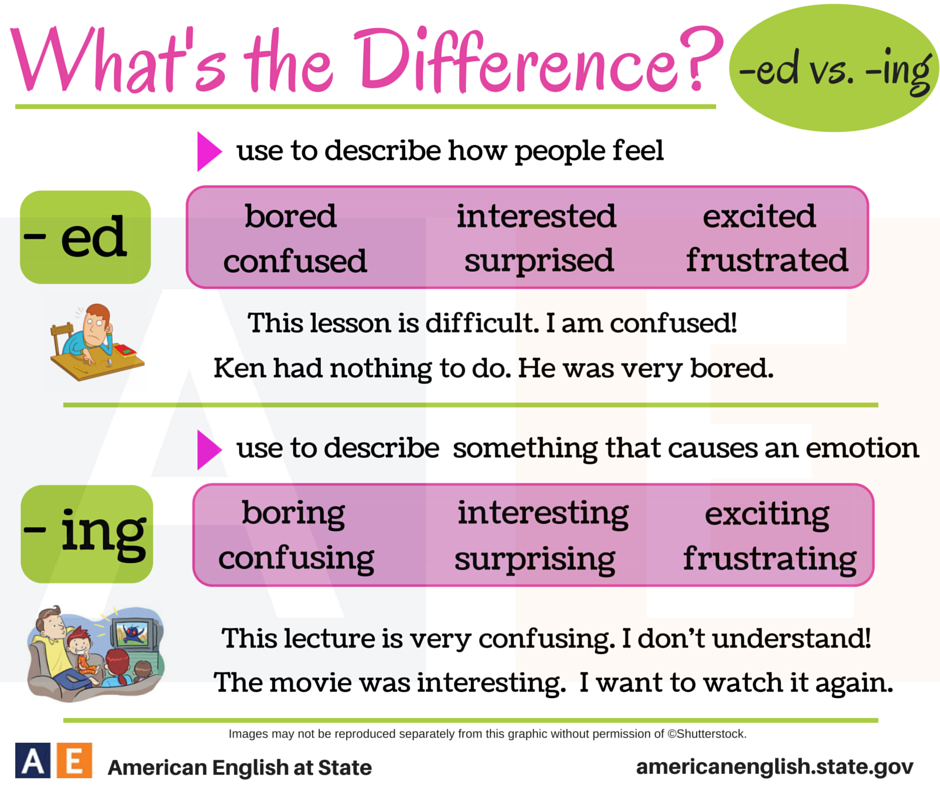 What's the Difference?
-ed vs. -ing
use to describe how people feel
- ed
bored interested excited
confused surprised frustrated
This lesson is difficult. I am confused!
Ken had nothing to do. He was very bored.
use to describe something that causes an emotion
- ing
boring interesting exciting
confusing surprising frustrating
This lecture is very confusing. I don't understand!
The movie was interesting. I want to watch it again.
Images may not be reproduced separately from this graphic without permission of ©Shutterstock.
A E American English at State
americanenglish.state.gov